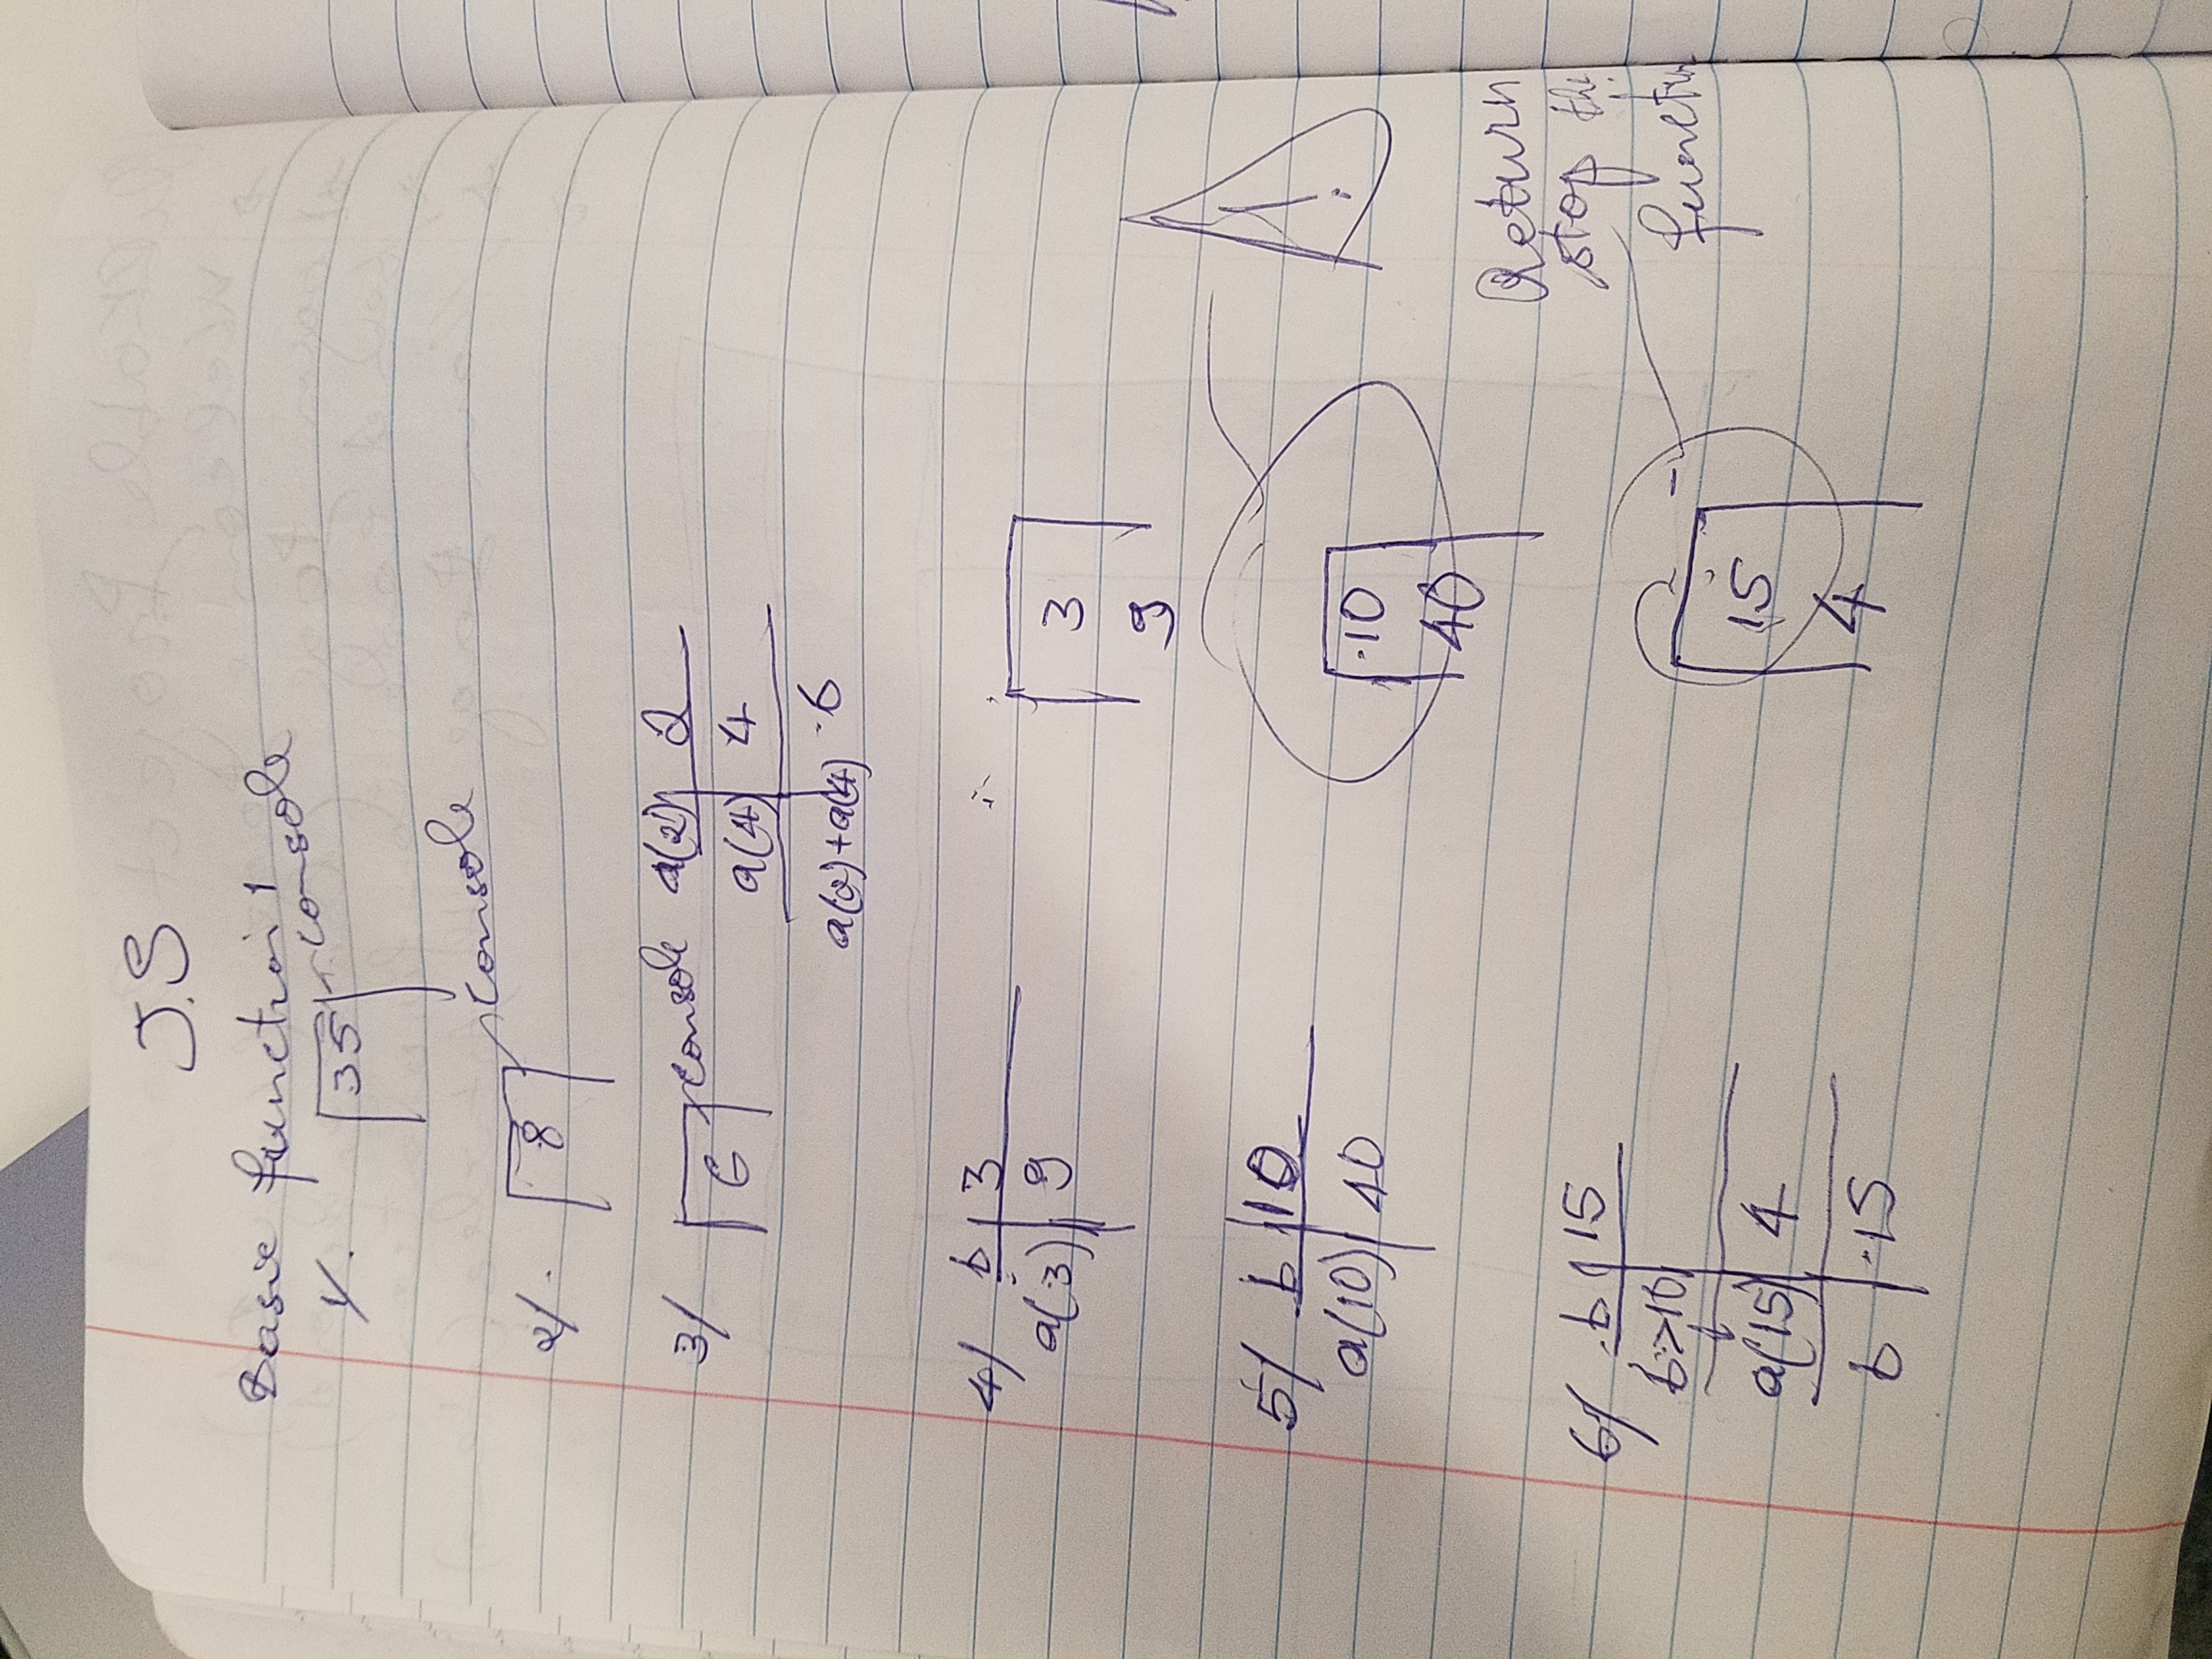 J.S
Basic function 1
1/. 35 console
2/. 8 console
3/ 6 console a(2) 2
a(4) 4
a(2)+a(4) 6
4/ b 3
a(3) 9
3
9
5/ b 10
a(10) 40
10
40
!
6/ b 15
b>10
a(15) 4
b 15
15
4
Return
stop the
function